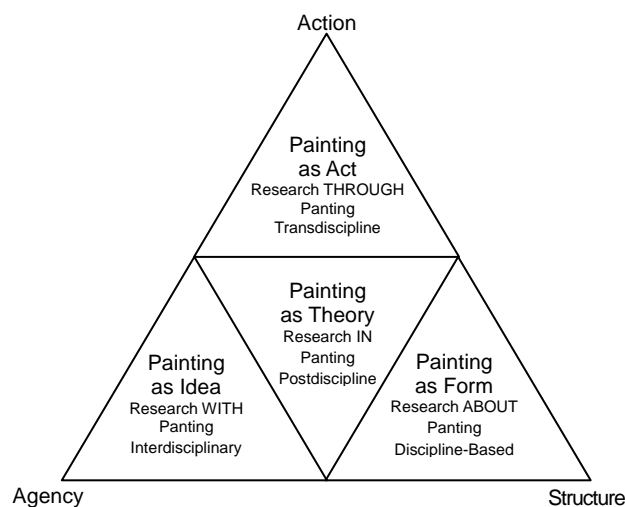 Action
Painting
as Act
Research THROUGH
Panting
Transdiscipline
Painting
as Theory
Research IN
Panting
Postdiscipline
Painting
as Idea
Research WITH
Panting
Interdisciplinary
Painting
as Form
Research ABOUT
Panting
Discipline-Based
Agency
Structure